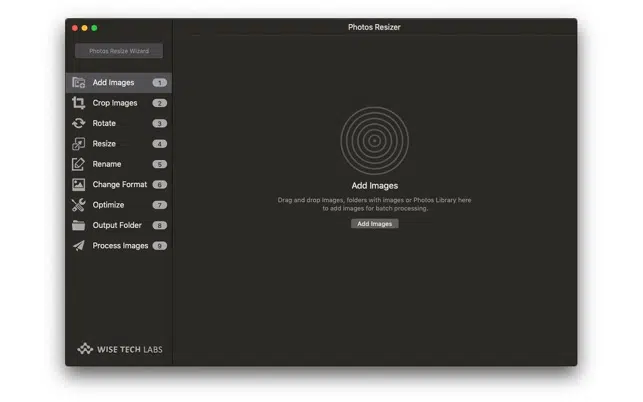 Photos Resizer
Photos Resize Wizard
Add Images 1
Crop Images 2
Rotate 3
Resize 4
Rename 5
Change Format 6
Optimize 7
Output Folder 8
Process Images 9
Add Images
Drag and drop images, folders with images or Photos Library here
to add images for batch processing.
Add Images
WISE TECH LABS